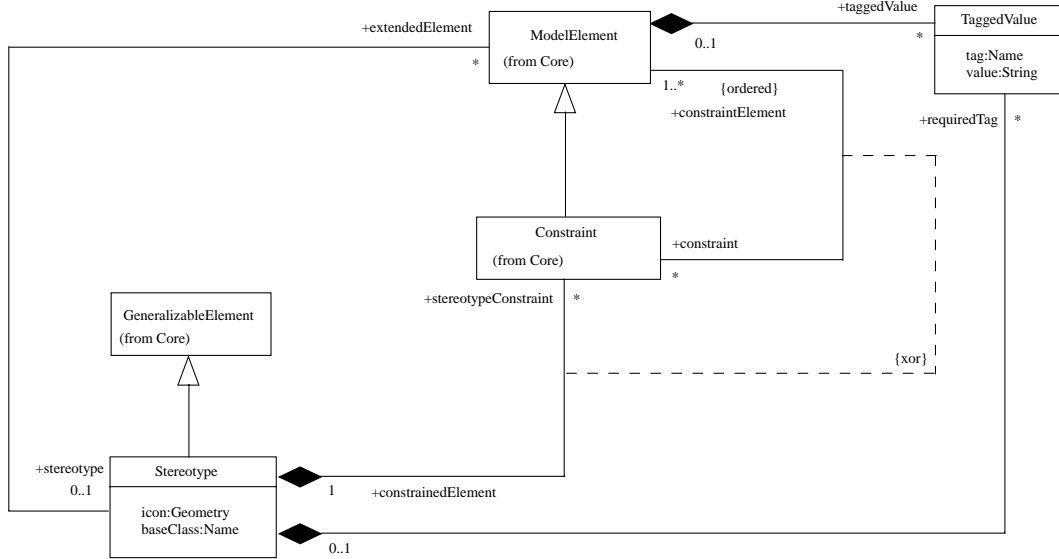 +taggedValue
TaggedValue
+extendedElement
ModelElement
0..1
*
*
(from Core)
tag:Name
value:String
1..*
{ordered}
+constraintElement
+requiredTag
*
Constraint
+constraint
(from Core)
*
+stereotypeConstraint
*
GeneralizableElement
(from Core)
{xor}
+stereotype
Stereotype
0..1
1
+constrainedElement
icon:Geometry
baseClass:Name
0..1